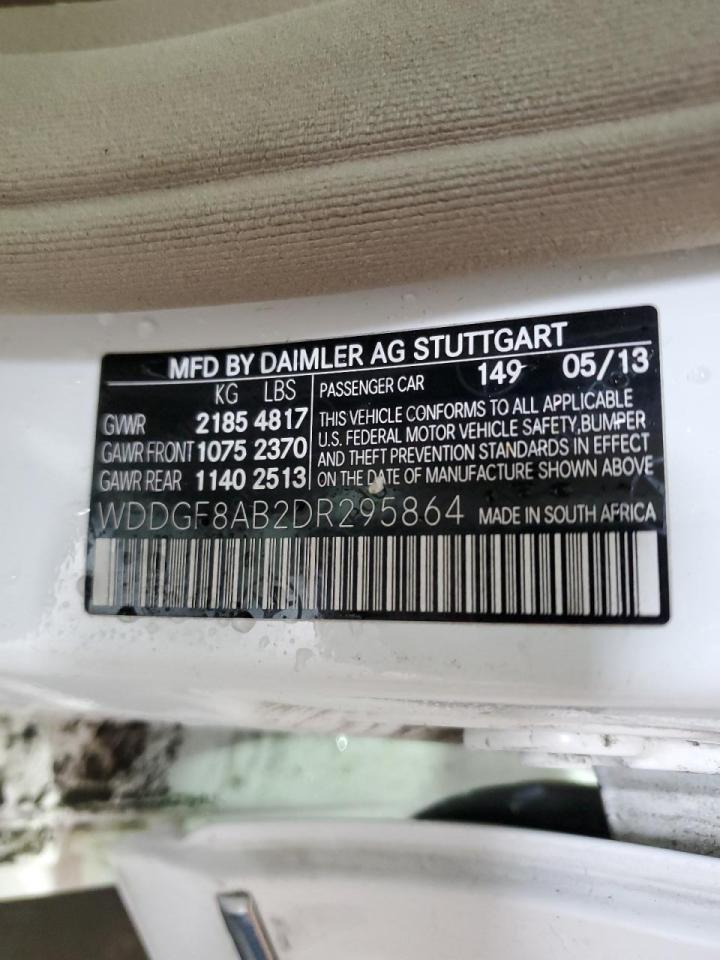 MFD BY DAIMLER AG STUTTGART
KG LBS
GVWR 2185 4817
GAWR FRONT 1075 2370
GAWR REAR 1140 2513
PASSENGER CAR 149 05/13
THIS VEHICLE CONFORMS TO ALL APPLICABLE
U.S. FEDERAL MOTOR VEHICLE SAFETY,BUMPER
AND THEFT PREVENTION STANDARDS IN EFFECT
ON THE DATE OF MANUFACTURE SHOWN ABOVE
WDDGF8AB2DR295864 MADE IN SOUTH AFRICA